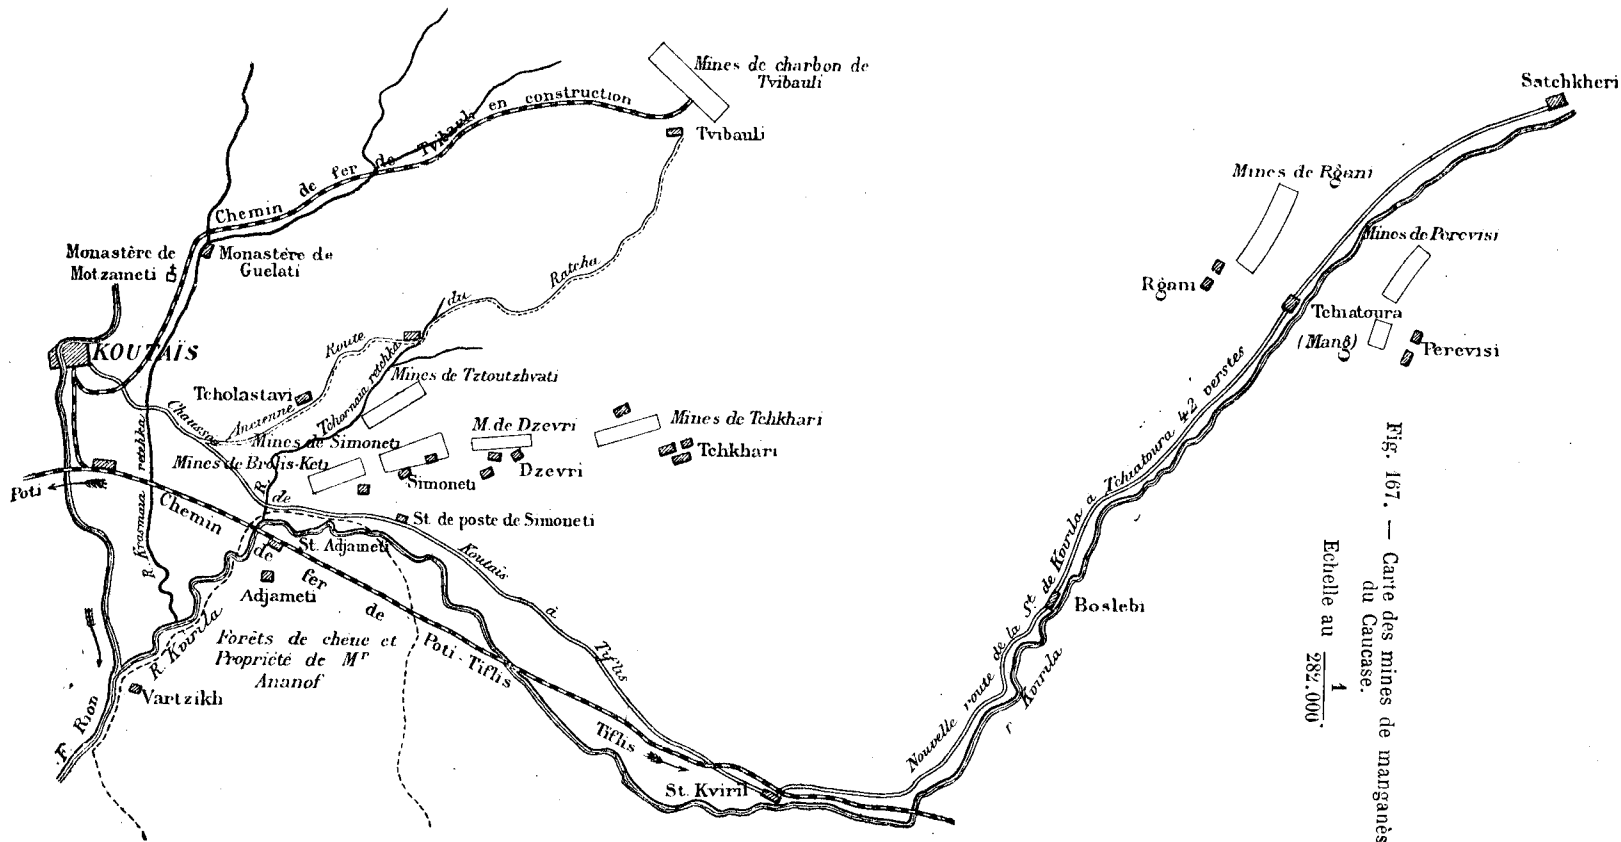 Mines de charbon de
Tvibauli
Satchkheri
Chemin de fer de Tvibauli en construction
Tvibauli
Mines de Rgani
Monastère de
Motzameti
Monastère de
Guelati
Mines de Perevisi
Rgani
Tchiatoura
(Mang)
Perevisi
KOUTAÏS
Ancienne Route du Ratcha
Tcholastavi
R. Tchornaia retchka
Mines de Tztoutzhvati
Mines de Simoneti
M. de Dzevri
Mines de Tchkhari
Mines de Brolis-Keti
Simoneti
Dzevri
Tchkhari
Poti
R. Krasnaia retchka
Chaussée de Koutaïs à Tiflis
St. de poste de Simoneti
St. Adjameti
Adjameti
Chemin de fer de Poti-Tiflis
Forêts de chêne et
Propriété de Mr
Ananof
R. Kvirila
Vartzikh
F. Rion
Tiflis
St. Kviril
Nouvelle route de la St. de Kvirila a Tchiatoura 42 verstes
Boslebi
r Kvirila
Fig. 167. — Carte des mines de manganès
du Caucase.
Echelle au 1/282.000.